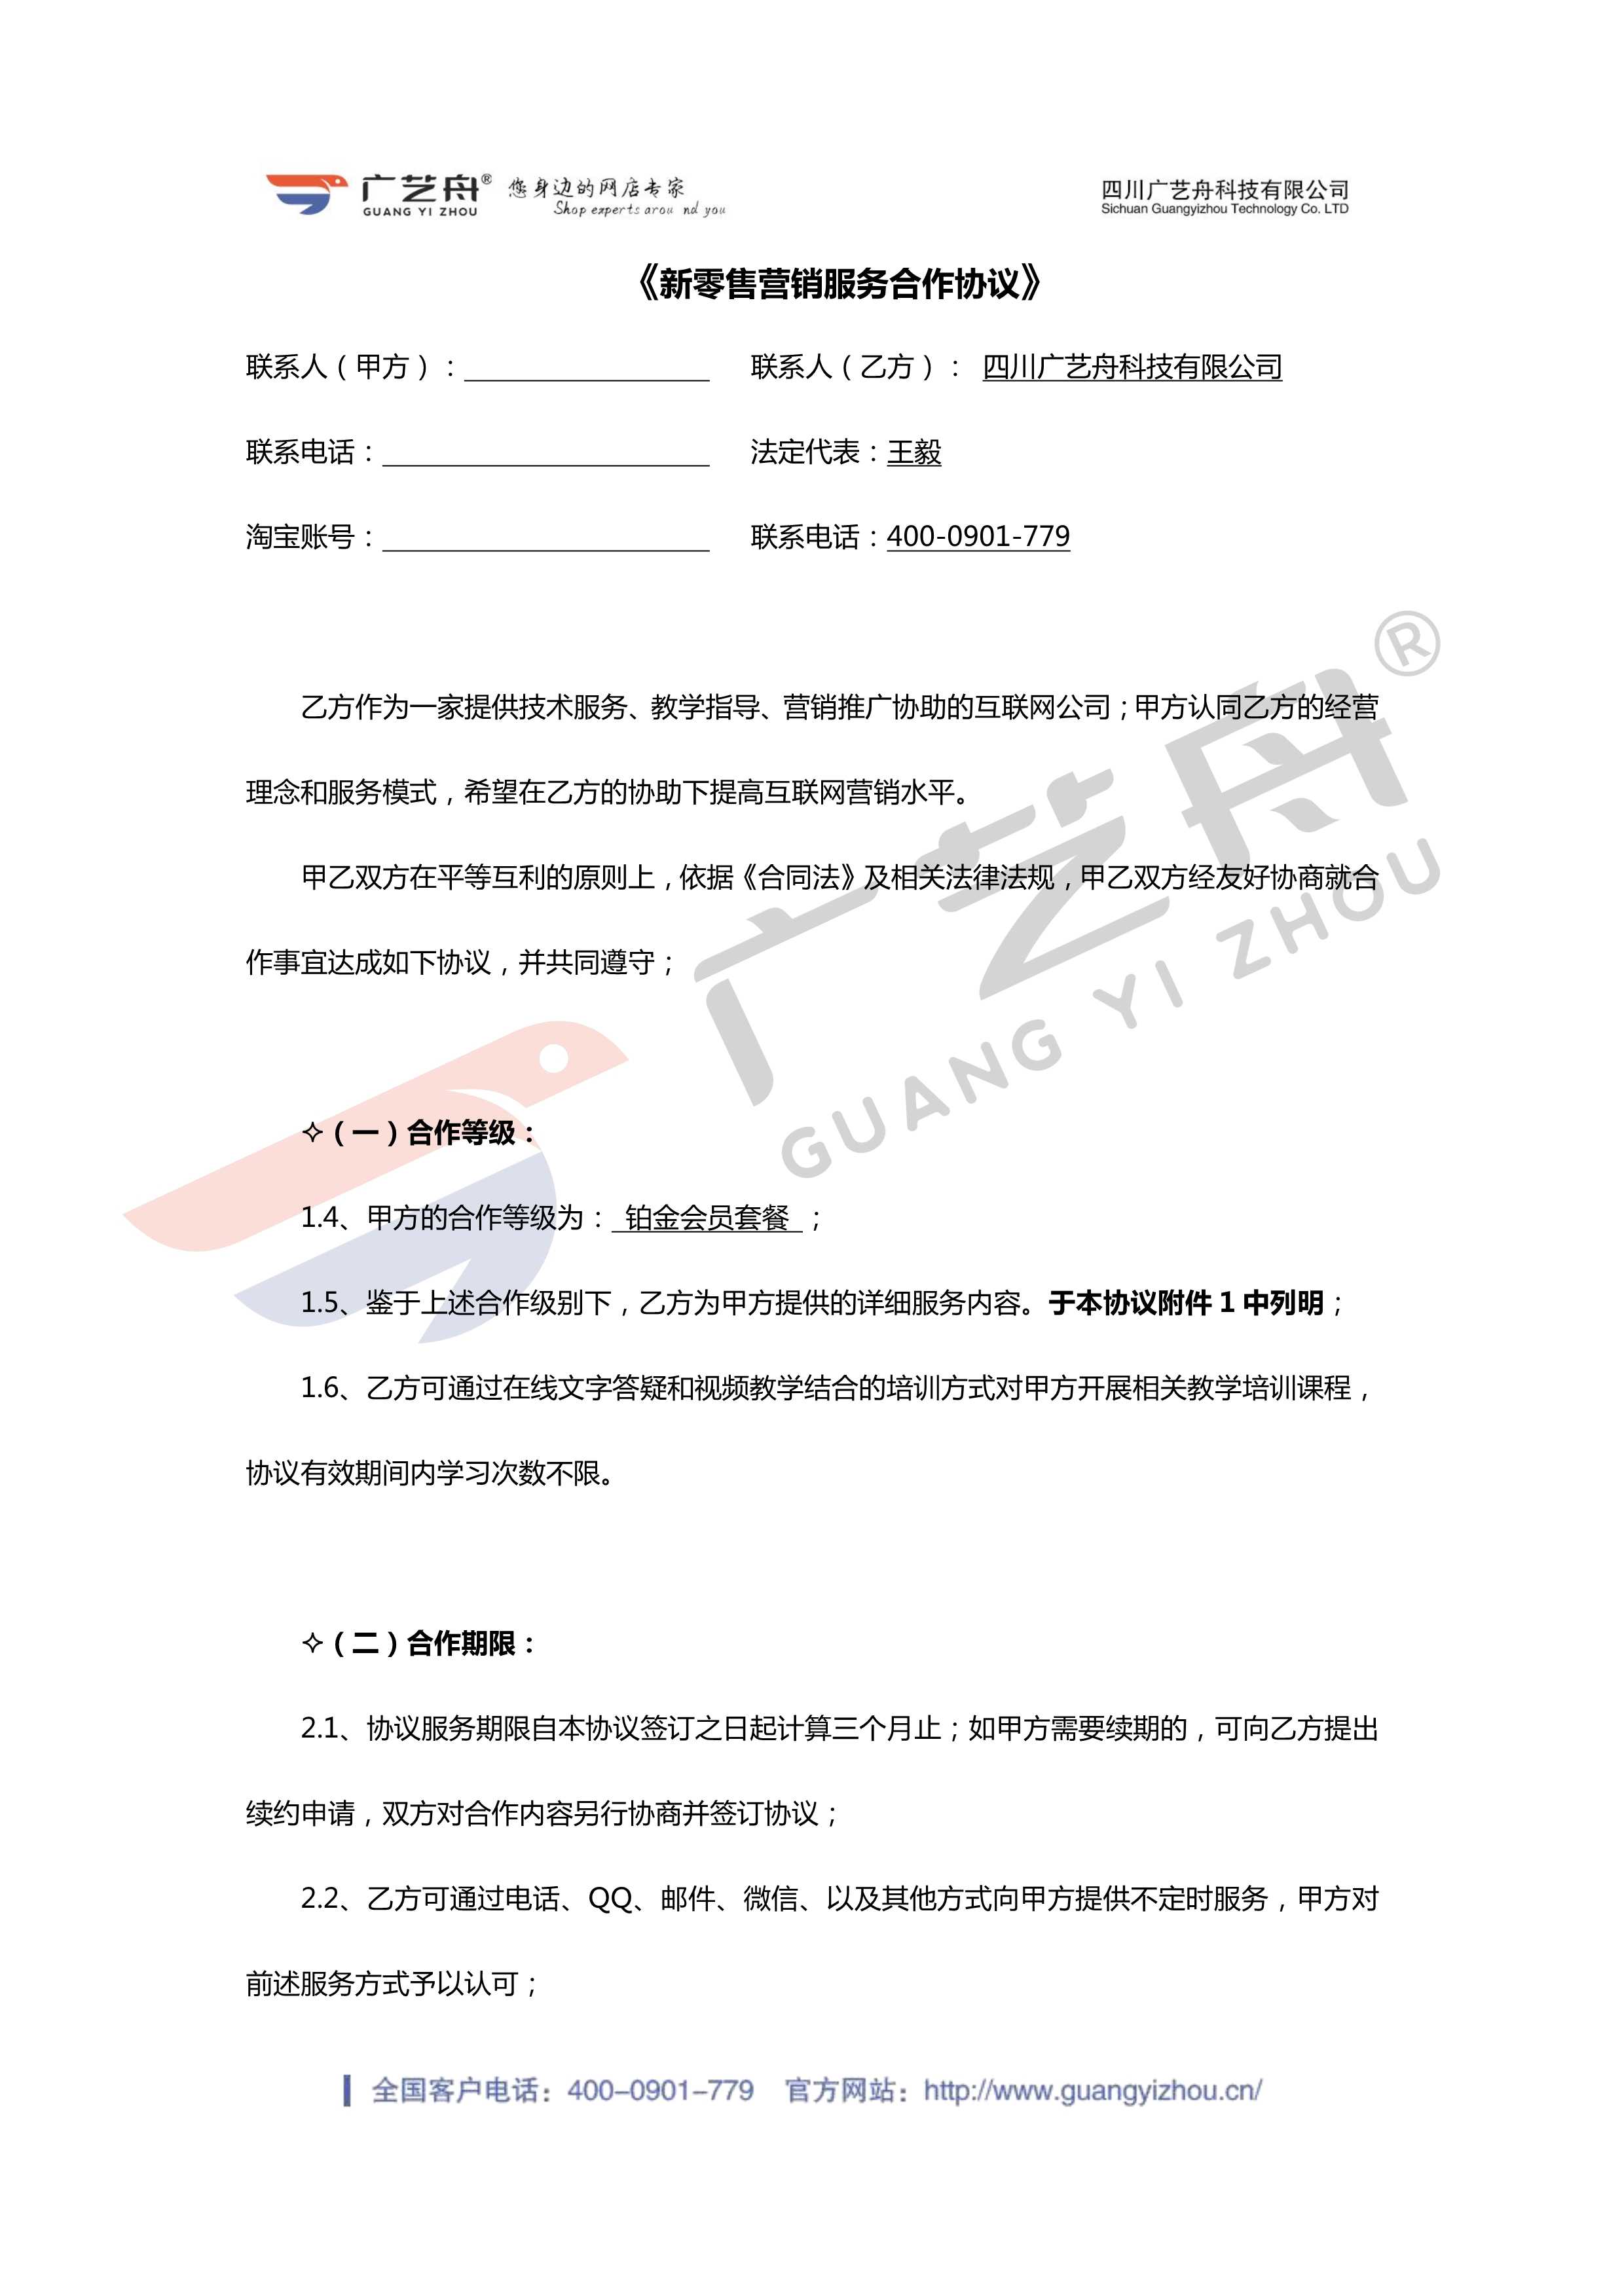 广艺舟® 您身边的网店专家 四川广艺舟科技有限公司
GUANG YI ZHOU Shop experts arou nd you Sichuan Guangyizhou Technology Co. LTD
《新零售营销服务合作协议》
联系人（甲方）： 联系人（乙方）： 四川广艺舟科技有限公司
联系电话： 法定代表：王毅
淘宝账号： 联系电话：400-0901-779
乙方作为一家提供技术服务、教学指导、营销推广协助的互联网公司；甲方认同乙方的经营
理念和服务模式，希望在乙方的协助下提高互联网营销水平。
甲乙双方在平等互利的原则上，依据《合同法》及相关法律法规，甲乙双方经友好协商就合
作事宜达成如下协议，并共同遵守；
广艺舟®
GUANG YI ZHOU
✧（一）合作等级：
1.4、甲方的合作等级为： 铂金会员套餐 ；
1.5、鉴于上述合作级别下，乙方为甲方提供的详细服务内容。于本协议附件 1 中列明；
1.6、乙方可通过在线文字答疑和视频教学结合的培训方式对甲方开展相关教学培训课程，
协议有效期间内学习次数不限。
✧（二）合作期限：
2.1、协议服务期限自本协议签订之日起计算三个月止；如甲方需要续期的，可向乙方提出
续约申请，双方对合作内容另行协商并签订协议；
2.2、乙方可通过电话、QQ、邮件、微信、以及其他方式向甲方提供不定时服务，甲方对
前述服务方式予以认可；
全国客户电话：400-0901-779 官方网站：http://www.guangyizhou.cn/